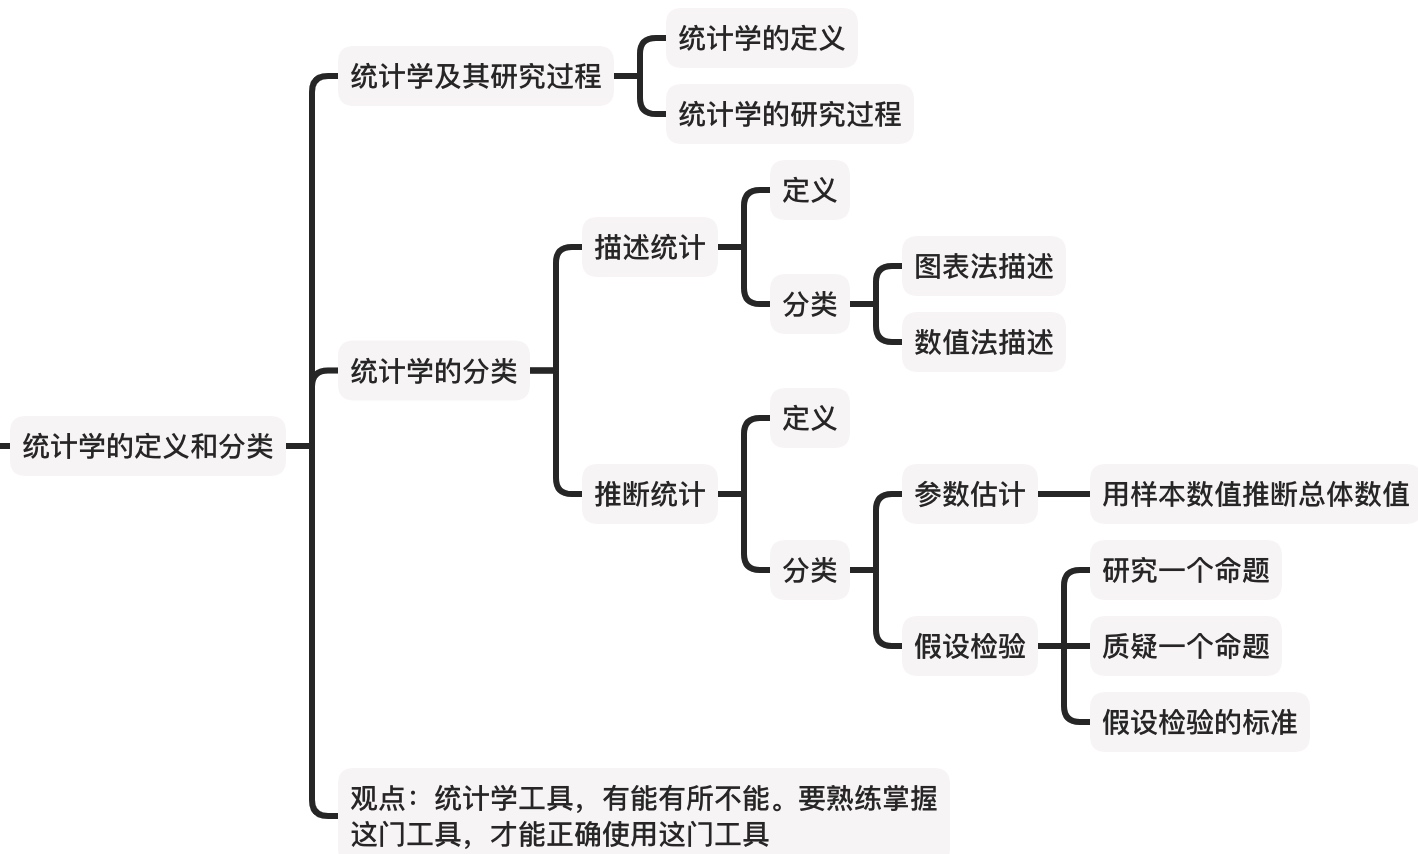 统计学的定义和分类
统计学及其研究过程
统计学的定义
统计学的研究过程
统计学的分类
描述统计
定义
分类
图表法描述
数值法描述
推断统计
定义
分类
参数估计
用样本数值推断总体数值
假设检验
研究一个命题
质疑一个命题
假设检验的标准
观点：统计学工具，有能有所不能。要熟练掌握
这门工具，才能正确使用这门工具